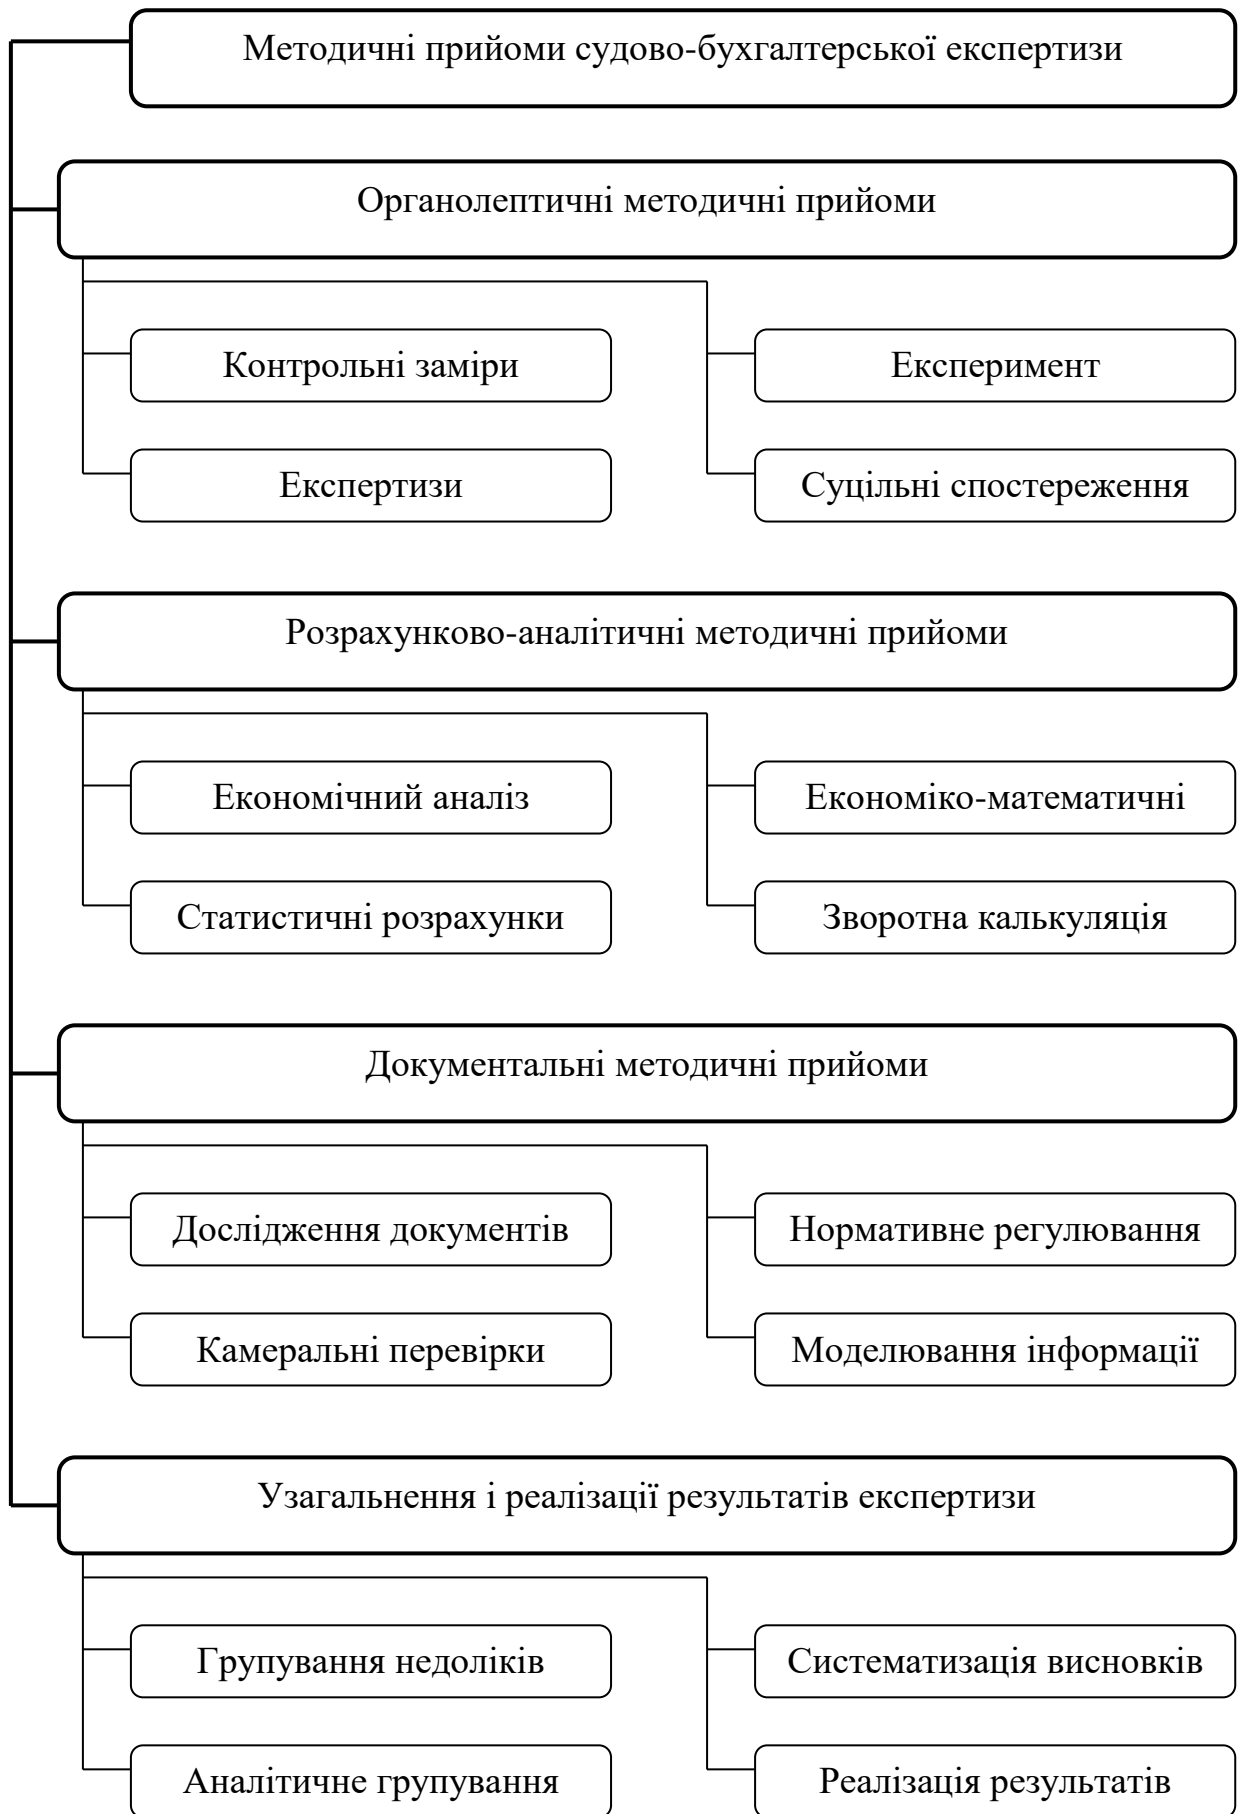 Методичні прийоми судово-бухгалтерської експертизи
Органолептичні методичні прийоми
Контрольні заміри
Експеримент
Експертизи
Суцільні спостереження
Розрахунково-аналітичні методичні прийоми
Економічний аналіз
Економіко-математичні
Статистичні розрахунки
Зворотна калькуляція
Документальні методичні прийоми
Дослідження документів
Нормативне регулювання
Камеральні перевірки
Моделювання інформації
Узагальнення і реалізації результатів експертизи
Групування недоліків
Систематизація висновків
Аналітичне групування
Реалізація результатів